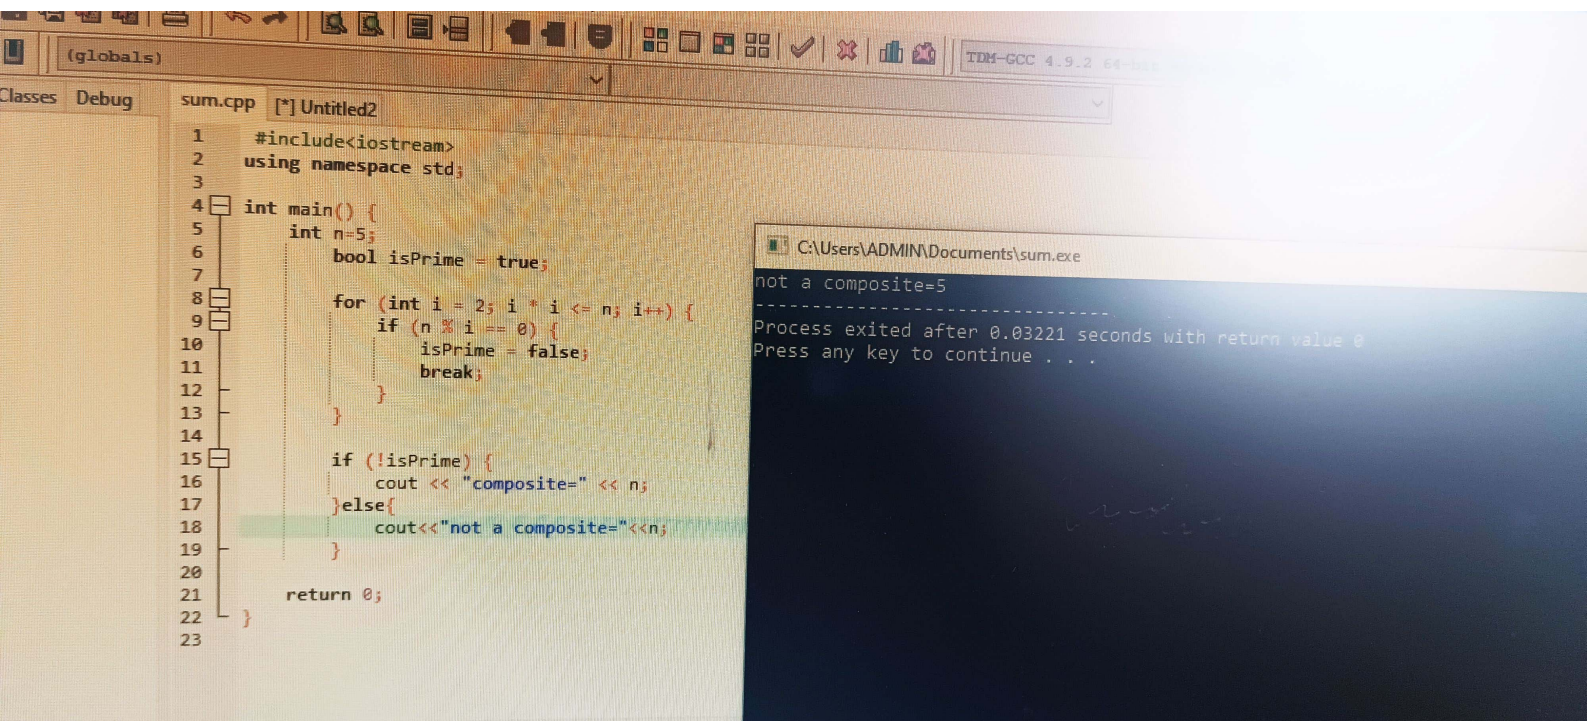 (globals)
TDM-GCC 4.9.2 64-bit
Classes Debug
sum.cpp [*] Untitled2
1 #include<iostream>
2 using namespace std;
3
4 int main() {
5 int n=5;
6 bool isPrime = true;
7
8 for (int i = 2; i * i <= n; i++) {
9 if (n % i == 0) {
10 isPrime = false;
11 break;
12 }
13 }
14
15 if (!isPrime) {
16 cout << "composite=" << n;
17 }else{
18 cout<<"not a composite="<<n;
19 }
20
21 return 0;
22 }
23
C:\Users\ADMIN\Documents\sum.exe
not a composite=5
--------------------------------
Process exited after 0.03221 seconds with return value 0
Press any key to continue . . .